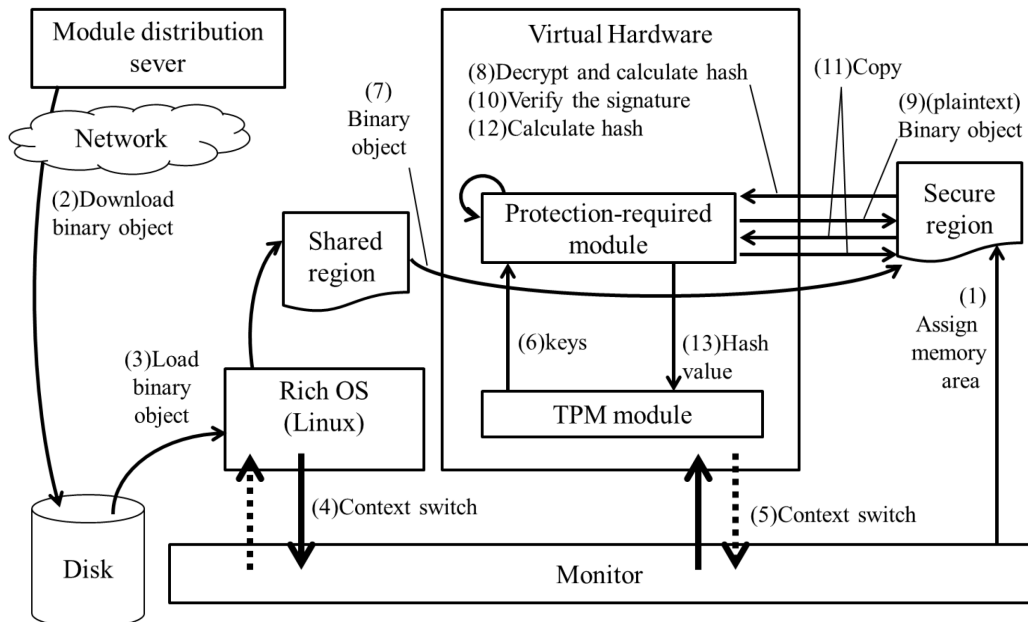 Module distribution
sever
Network
(2)Download
binary object
(3)Load
binary
object
Disk
Shared
region
Rich OS
(Linux)
(4)Context switch
(7)
Binary
object
Virtual Hardware
(8)Decrypt and calculate hash
(10)Verify the signature
(12)Calculate hash
Protection-required
module
(6)keys
(13)Hash
value
TPM module
(5)Context switch
(11)Copy
(9)(plaintext)
Binary object
Secure
region
(1)
Assign
memory
area
Monitor